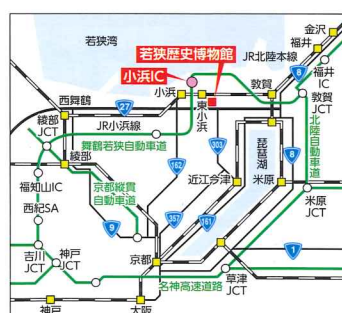 金沢
福井
若狭湾
JR北陸本線
若狭歴史博物館
小浜IC
8
福井IC
敦賀
小浜
東小浜
西舞鶴
27
敦賀JCT
綾部JCT
JR小浜線
舞鶴若狭自動車道
北陸自動車道
303
162
琵琶湖
8
綾部
近江今津
米原
福知山IC
京都縦貫自動車道
米原JCT
西紀SA
367
161
9
1
吉川JCT
神戸JCT
京都
草津JCT
名神高速道路
神戸
大阪